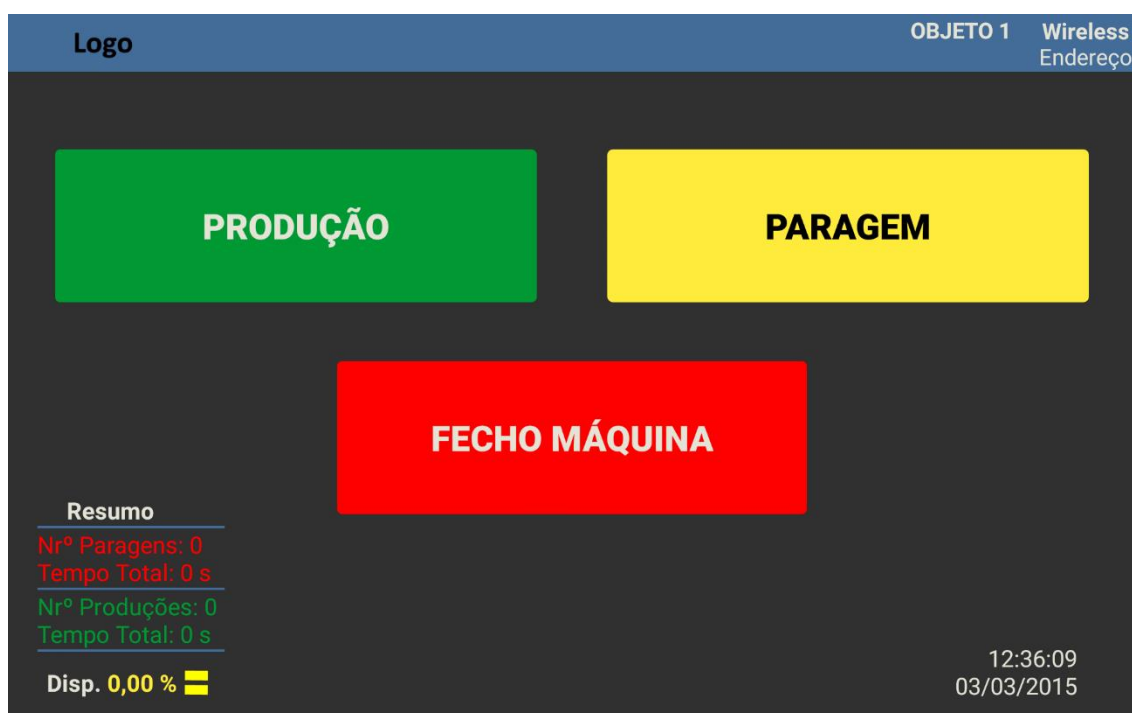 Logo
OBJETO 1
Wireless
Endereço
PRODUÇÃO
PARAGEM
FECHO MÁQUINA
Resumo
Nrº Paragens: 0
Tempo Total: 0 s
Nrº Produções: 0
Tempo Total: 0 s
Disp. 0,00 %
12:36:09
03/03/2015